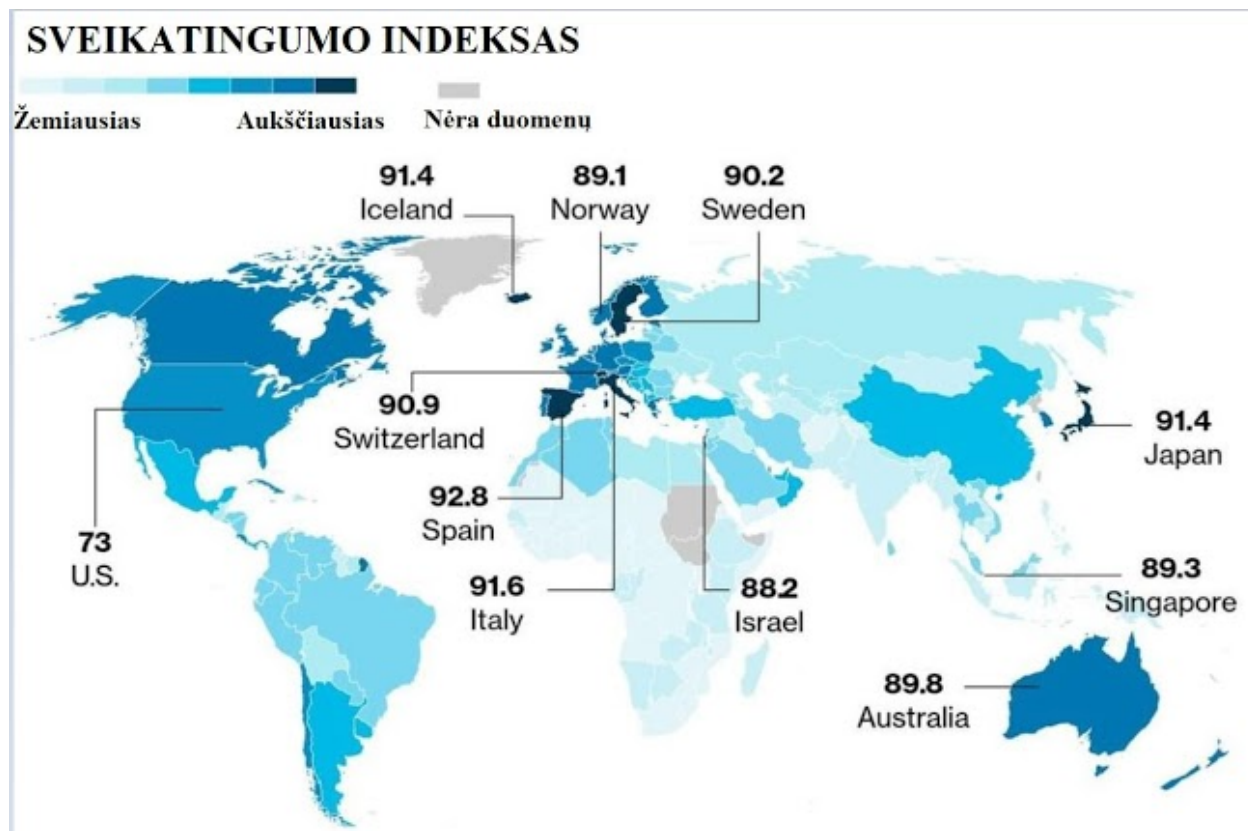 SVEIKATINGUMO INDEKSAS
Žemiausias Aukščiausias Nėra duomenų
91.4
Iceland
89.1
Norway
90.2
Sweden
90.9
Switzerland
91.4
Japan
92.8
Spain
73
U.S.
91.6
Italy
88.2
Israel
89.3
Singapore
89.8
Australia